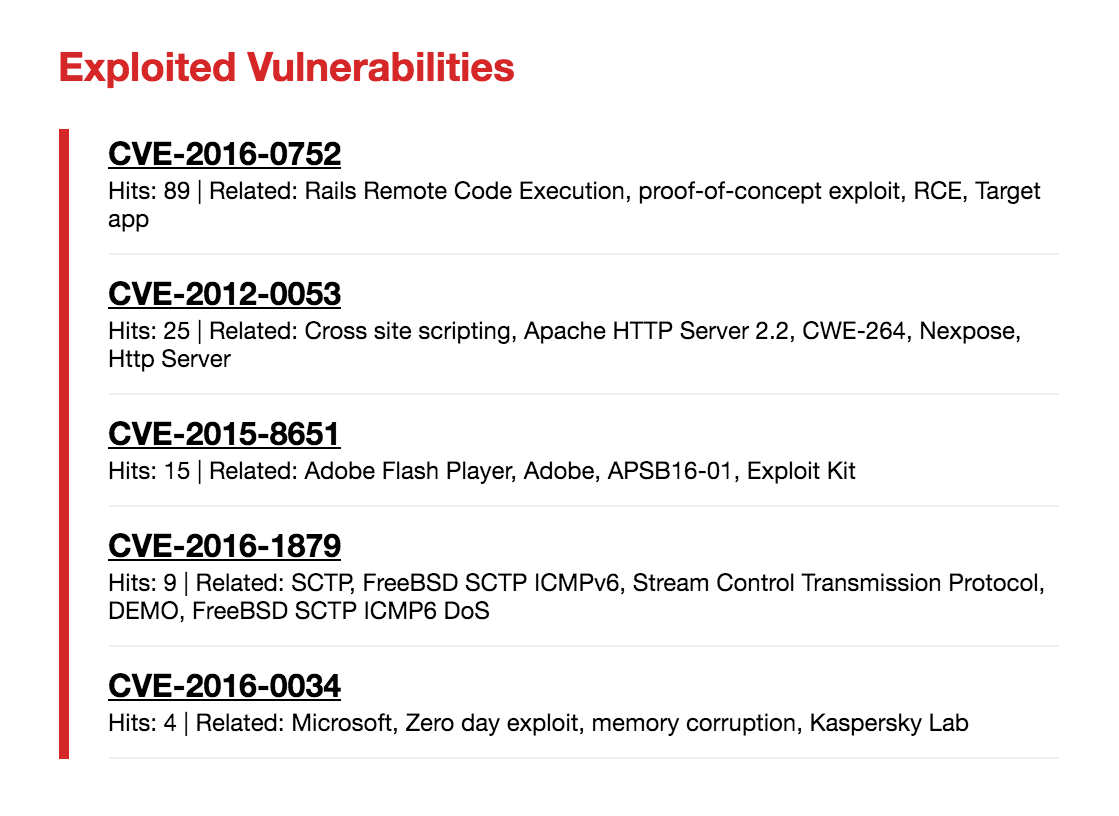 Exploited Vulnerabilities
CVE-2016-0752
Hits: 89 | Related: Rails Remote Code Execution, proof-of-concept exploit, RCE, Target
app
CVE-2012-0053
Hits: 25 | Related: Cross site scripting, Apache HTTP Server 2.2, CWE-264, Nexpose,
Http Server
CVE-2015-8651
Hits: 15 | Related: Adobe Flash Player, Adobe, APSB16-01, Exploit Kit
CVE-2016-1879
Hits: 9 | Related: SCTP, FreeBSD SCTP ICMPv6, Stream Control Transmission Protocol,
DEMO, FreeBSD SCTP ICMP6 DoS
CVE-2016-0034
Hits: 4 | Related: Microsoft, Zero day exploit, memory corruption, Kaspersky Lab